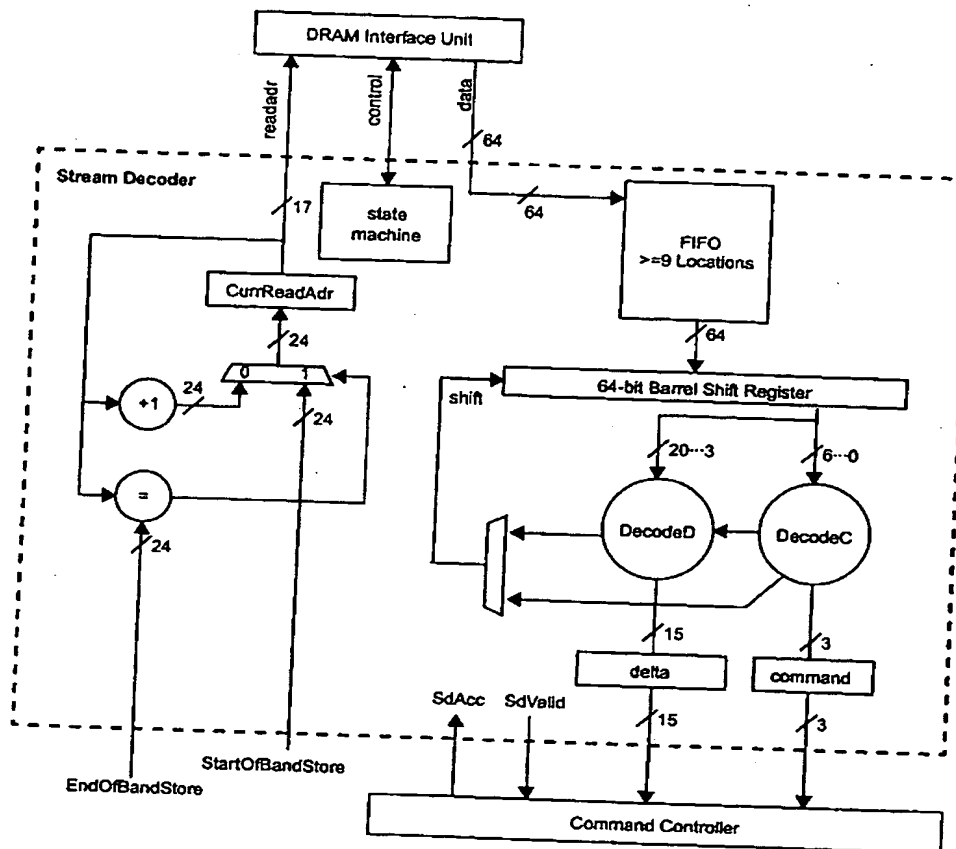 DRAM Interface Unit
readadr
control
data
64
Stream Decoder
17
state
machine
64
FIFO
>=9 Locations
CurrReadAdr
64
24
0 1
64-bit Barrel Shift Register
shift
24
+1
24
20···3
6···0
=
DecodeD
DecodeC
24
15
3
delta
command
SdAcc
SdValid
15
3
StartOfBandStore
EndOfBandStore
Command Controller